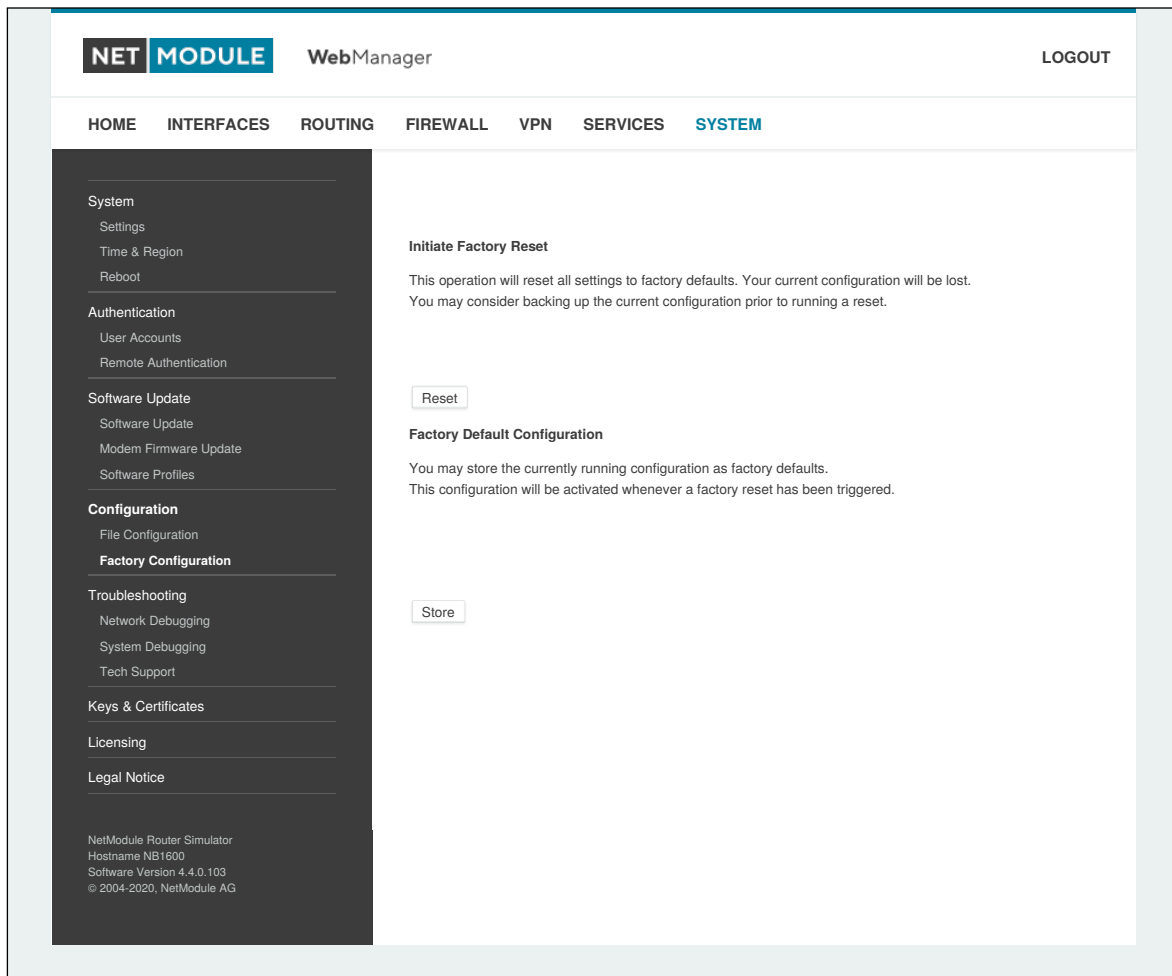 NET MODULE WebManager LOGOUT
HOME INTERFACES ROUTING FIREWALL VPN SERVICES SYSTEM
System
Settings
Time & Region
Reboot
Authentication
User Accounts
Remote Authentication
Software Update
Software Update
Modem Firmware Update
Software Profiles
Configuration
File Configuration
Factory Configuration
Troubleshooting
Network Debugging
System Debugging
Tech Support
Keys & Certificates
Licensing
Legal Notice
NetModule Router Simulator
Hostname NB1600
Software Version 4.4.0.103
© 2004-2020, NetModule AG
Initiate Factory Reset
This operation will reset all settings to factory defaults. Your current configuration will be lost.
You may consider backing up the current configuration prior to running a reset.
Reset
Factory Default Configuration
You may store the currently running configuration as factory defaults.
This configuration will be activated whenever a factory reset has been triggered.
Store